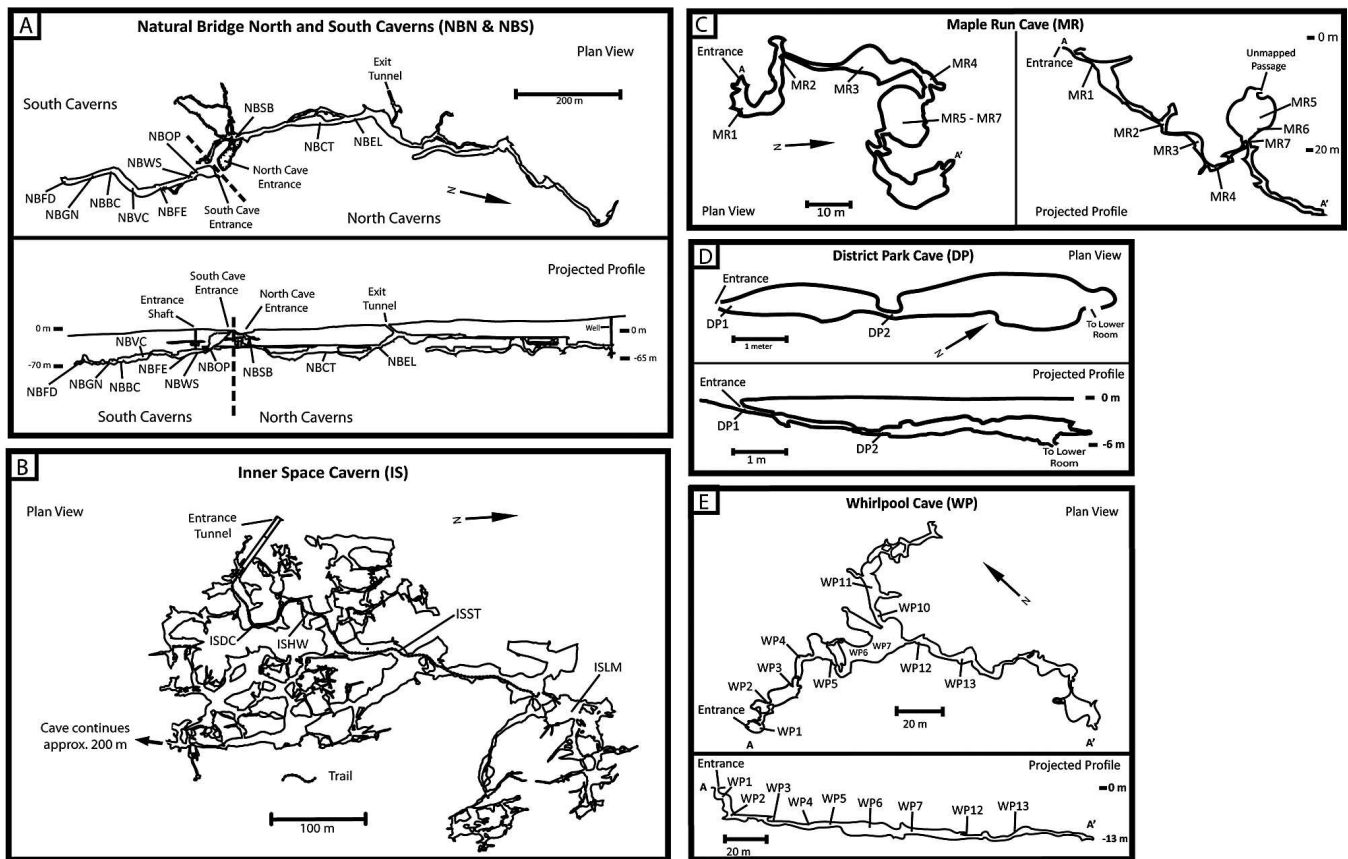 A
Natural Bridge North and South Caverns (NBN & NBS)
Plan View
Exit
Tunnel
200 m
South Caverns
NBSB
NBOP
NBWS
NBCT
NBEL
North Cave
Entrance
NBFD
NBGN
NBBC
NBVC
NBFE
South Cave
Entrance
N
North Caverns
Projected Profile
South Cave
Entrance
North Cave
Entrance
Entrance
Shaft
Exit
Tunnel
0 m
Well
0 m
NBVC
-70 m
-65 m
NBFD
NBGN
NBBC
NBFE
NBWS
NBOP
NBSB
NBCT
NBEL
South Caverns
North Caverns
B
Inner Space Cavern (IS)
Plan View
Entrance
Tunnel
N
ISDC
ISHW
ISST
ISLM
Cave continues
approx. 200 m
Trail
100 m
C
Maple Run Cave (MR)
Entrance
A
MR2
MR3
MR4
MR1
MR5 - MR7
N
A'
10 m
Plan View
A
Entrance
0 m
Unmapped
Passage
MR1
MR5
MR2
MR6
MR3
MR7
20 m
MR4
A'
Projected Profile
D
District Park Cave (DP)
Plan View
Entrance
DP1
DP2
1 meter
N
To Lower
Room
Projected Profile
Entrance
0 m
DP1
DP2
1 m
-6 m
To Lower
Room
E
Whirlpool Cave (WP)
Plan View
WP11
N
WP10
WP4
WP6
WP7
WP3
WP5
WP12
WP13
WP2
Entrance
WP1
20 m
A
A'
Projected Profile
Entrance
A
WP1
WP2
WP3
WP4
WP5
WP6
WP7
WP12
WP13
0 m
A'
-13 m
20 m